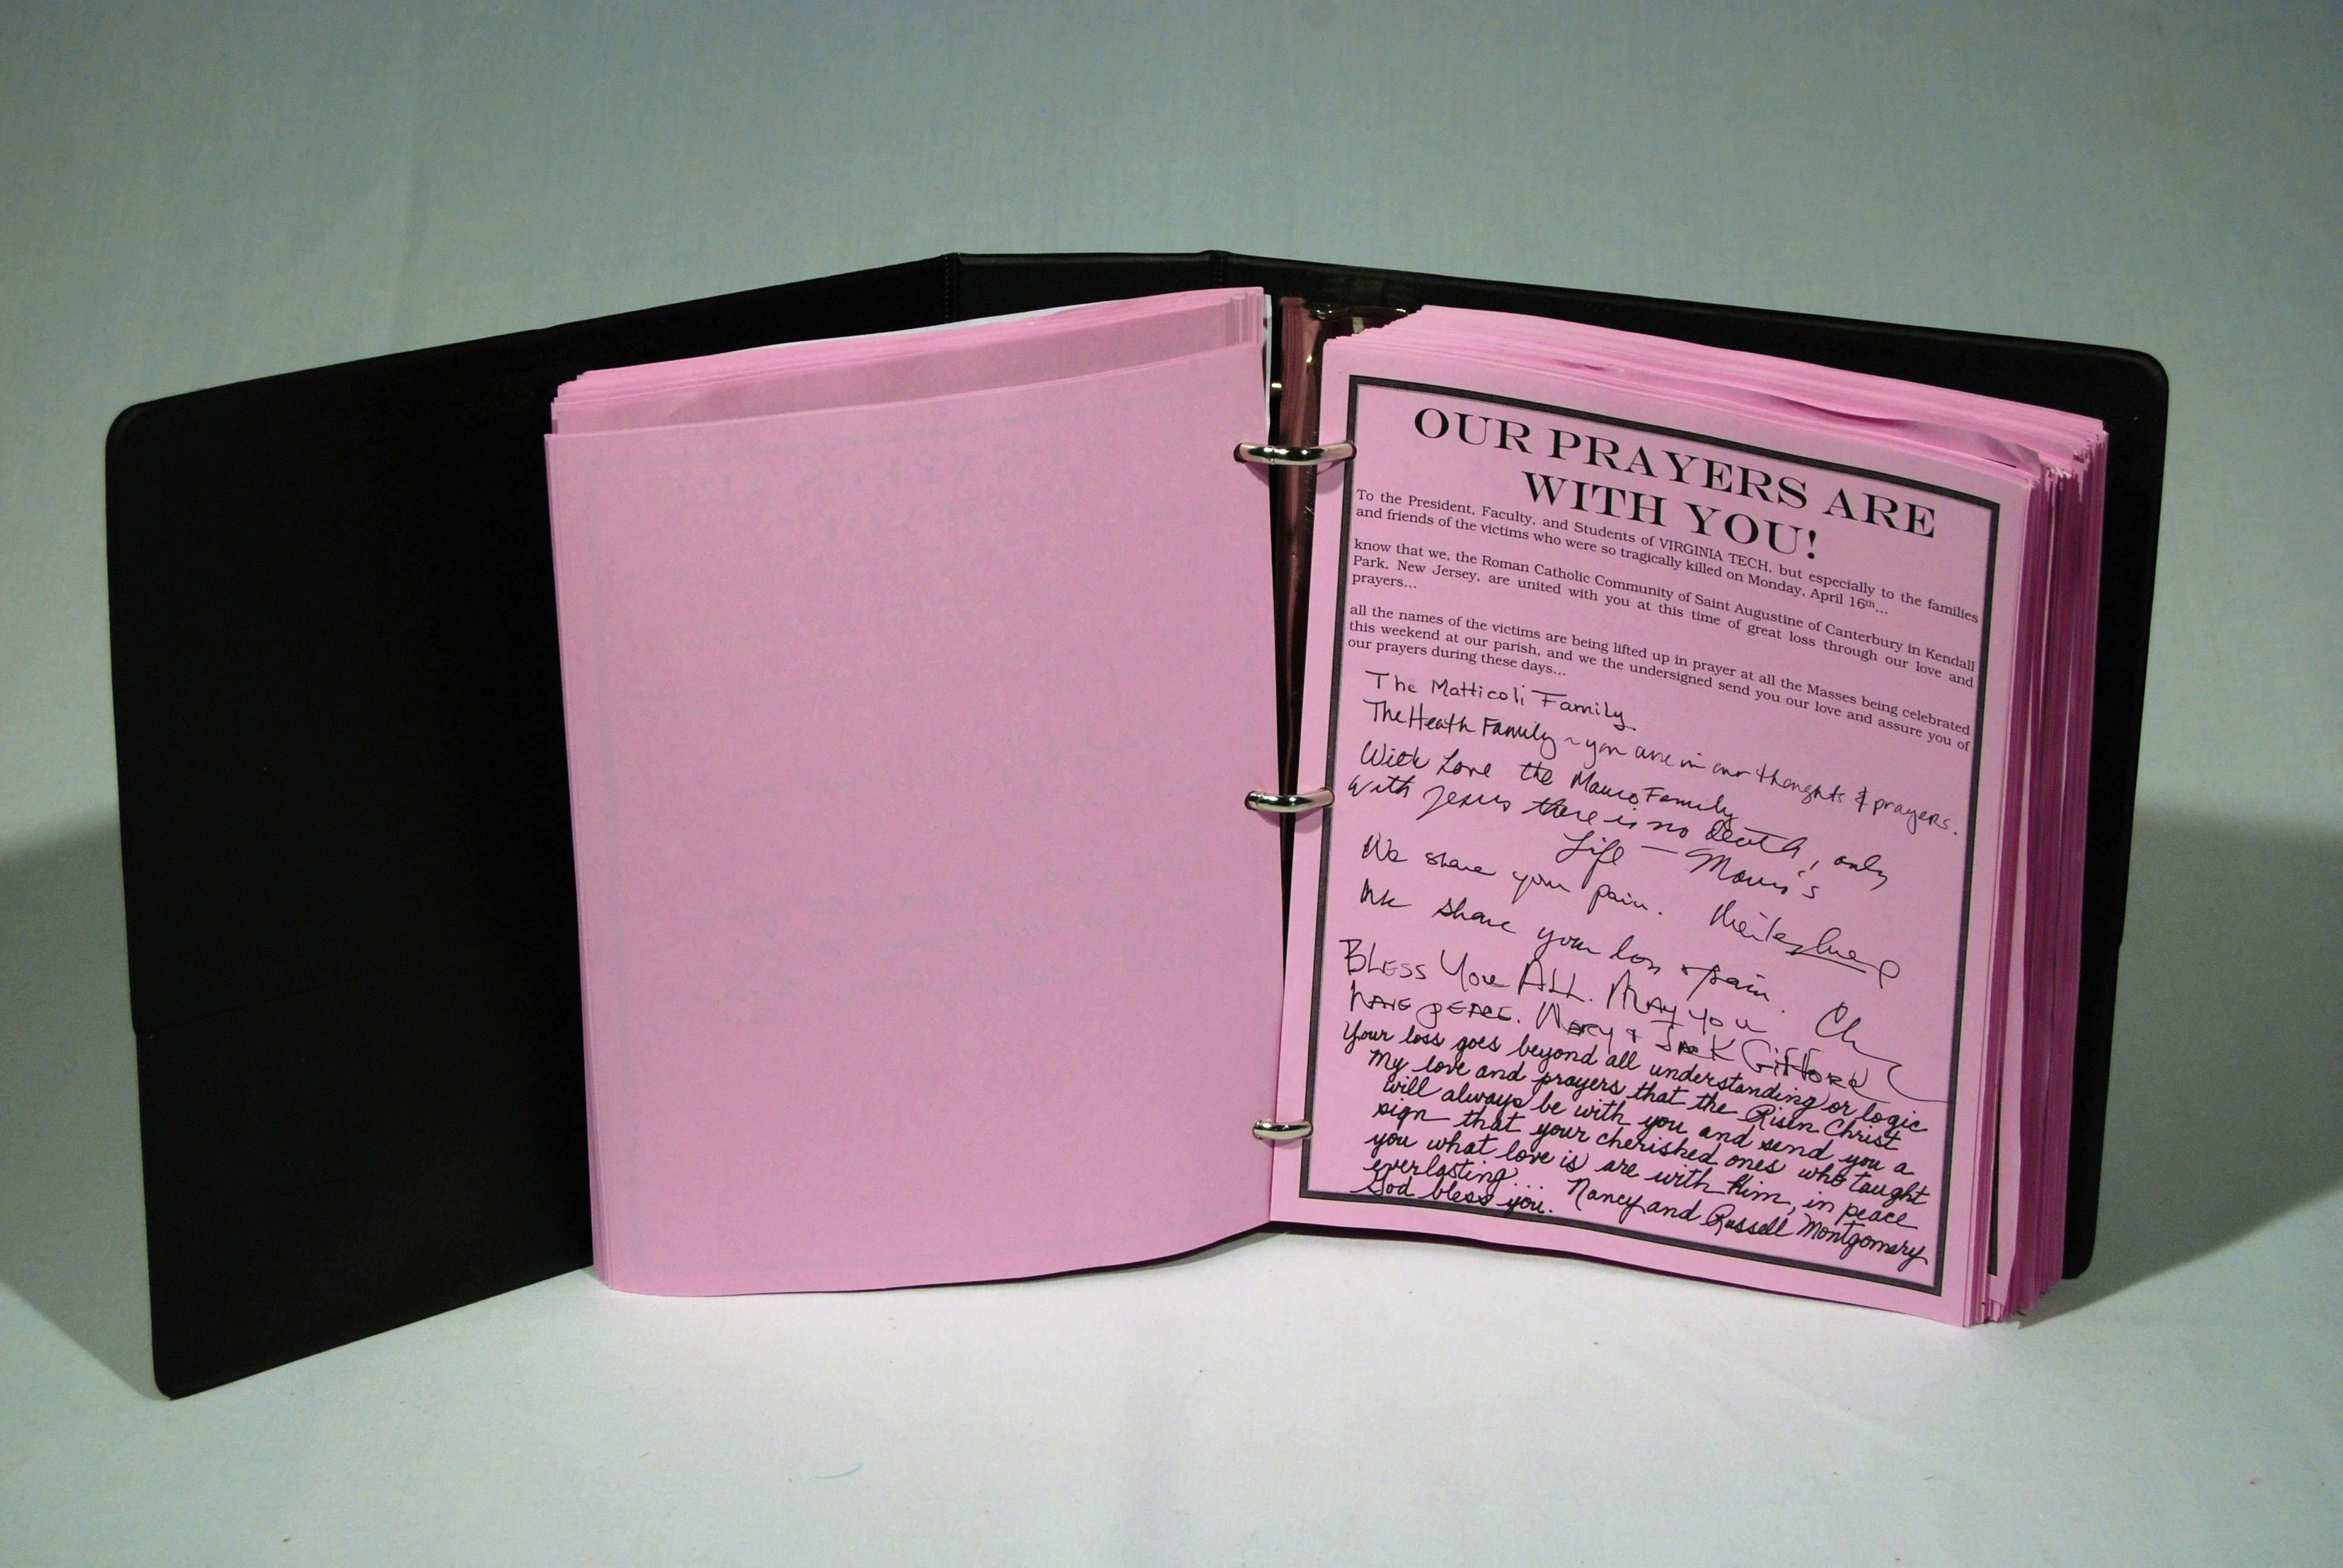 OUR PRAYERS ARE
WITH YOU!
To the President, Faculty, and Students of VIRGINIA TECH, but especially to the families
and friends of the victims who were so tragically killed on Monday, April 16th...
know that we, the Roman Catholic Community of Saint Augustine of Canterbury in Kendall
Park, New Jersey, are united with you at this time of great loss through our love and
prayers...
all the names of the victims are being lifted up in prayer at all the Masses being celebrated
this weekend at our parish, and we the undersigned send you our love and assure you of
our prayers during these days...
The Matticoli Family
The Heath Family ~ you are in our thoughts & prayers.
With Love the Mauro Family
With Jesus there is no death, only
Life —
We share your pain.
We share your loss & pain.
BLESS YOU ALL. MAY YOU
HAVE PEACE. MARY & JACK GIFFORD
Your loss goes beyond all understanding or logic
My love and prayers that the Risen Christ
will always be with you and send you a
sign that your cherished ones who taught
you what love is are with Him, in peace
everlasting... Nancy and Russell Montgomery
God bless you.